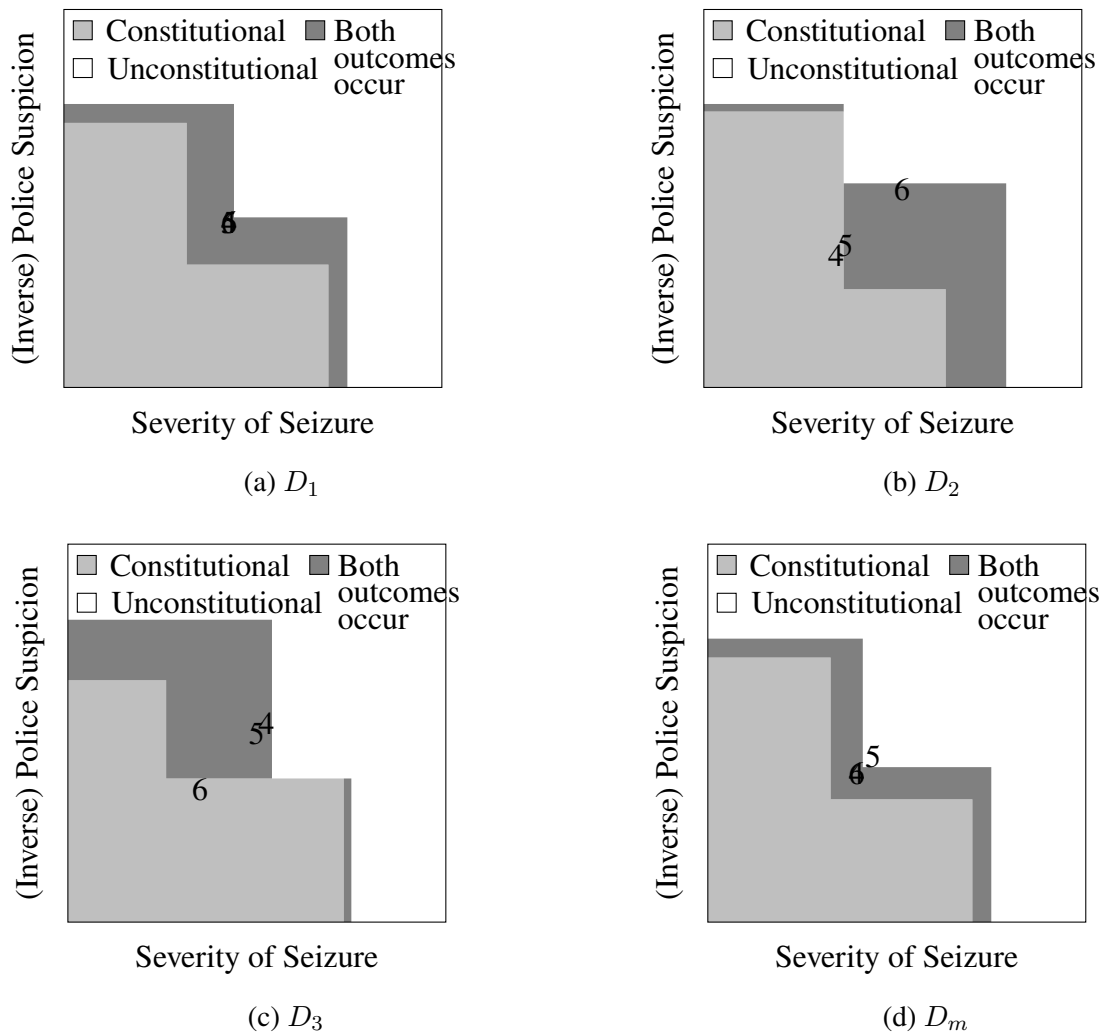 Constitutional
Both
outcomes
occur
Unconstitutional
(Inverse) Police Suspicion
4
5
6
Severity of Seizure
(a) D1
Constitutional
Both
outcomes
occur
Unconstitutional
(Inverse) Police Suspicion
6
5
4
Severity of Seizure
(b) D2
Constitutional
Both
outcomes
occur
Unconstitutional
(Inverse) Police Suspicion
4
5
6
Severity of Seizure
(c) D3
Constitutional
Both
outcomes
occur
Unconstitutional
(Inverse) Police Suspicion
5
4
6
Severity of Seizure
(d) Dm